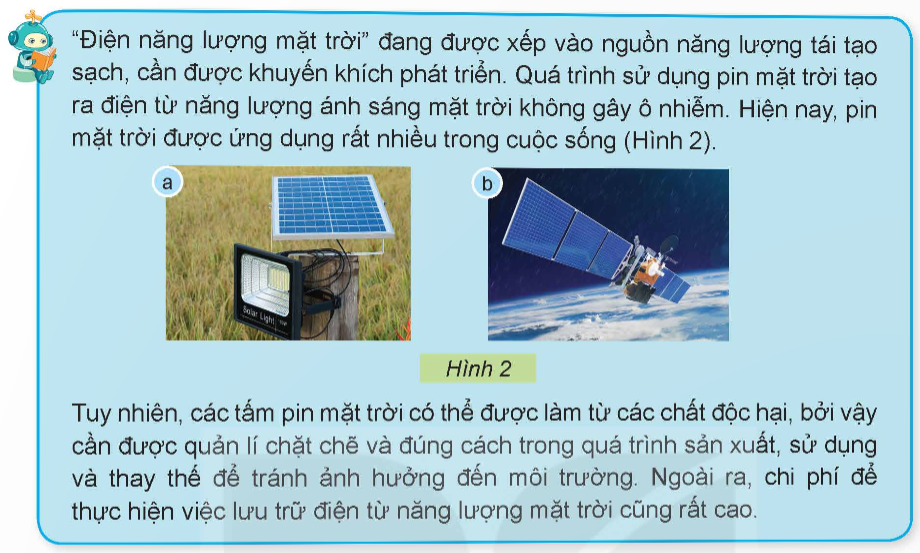 “Điện năng lượng mặt trời” đang được xếp vào nguồn năng lượng tái tạo
sạch, cần được khuyến khích phát triển. Quá trình sử dụng pin mặt trời tạo
ra điện từ năng lượng ánh sáng mặt trời không gây ô nhiễm. Hiện nay, pin
mặt trời được ứng dụng rất nhiều trong cuộc sống (Hình 2).
a
b
Solar Light
Hình 2
Tuy nhiên, các tấm pin mặt trời có thể được làm từ các chất độc hại, bởi vậy
cần được quản lí chặt chẽ và đúng cách trong quá trình sản xuất, sử dụng
và thay thế để tránh ảnh hưởng đến môi trường. Ngoài ra, chi phí để
thực hiện việc lưu trữ điện từ năng lượng mặt trời cũng rất cao.